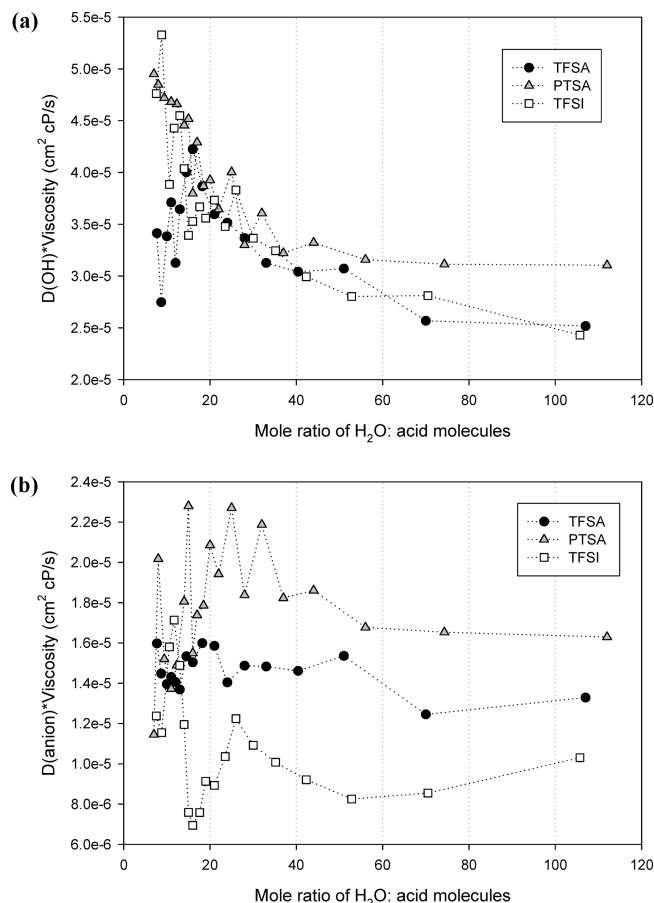 (a)
5.5e-5
5.0e-5
4.5e-5
4.0e-5
3.5e-5
3.0e-5
2.5e-5
2.0e-5
D(OH)*Viscosity (cm² cP/s)
TFSA
PTSA
TFSI
0 20 40 60 80 100 120
Mole ratio of H₂O: acid molecules
(b)
2.4e-5
2.2e-5
2.0e-5
1.8e-5
1.6e-5
1.4e-5
1.2e-5
1.0e-5
8.0e-6
6.0e-6
D(anion)*Viscosity (cm² cP/s)
TFSA
PTSA
TFSI
0 20 40 60 80 100 120
Mole ratio of H₂O: acid molecules